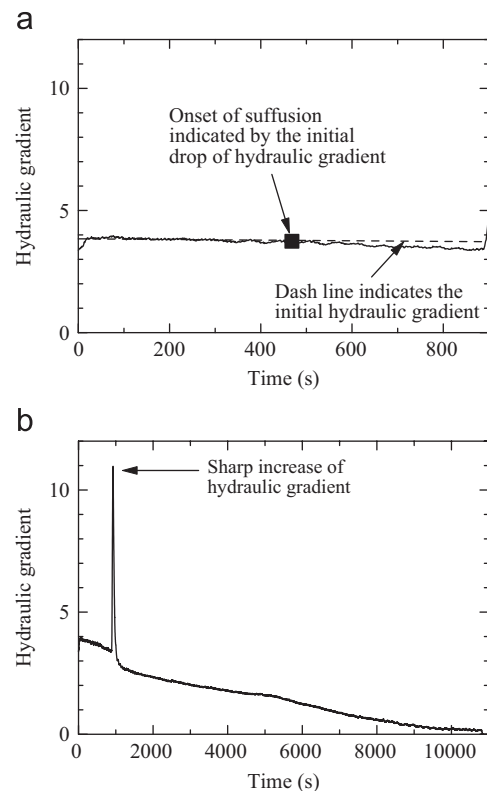 a
10
5
0
Hydraulic gradient
Onset of suffusion
indicated by the initial
drop of hydraulic gradient
Dash line indicates the
initial hydraulic gradient
0 200 400 600 800
Time (s)
b
10
5
0
Hydraulic gradient
Sharp increase of
hydraulic gradient
0 2000 4000 6000 8000 10000
Time (s)